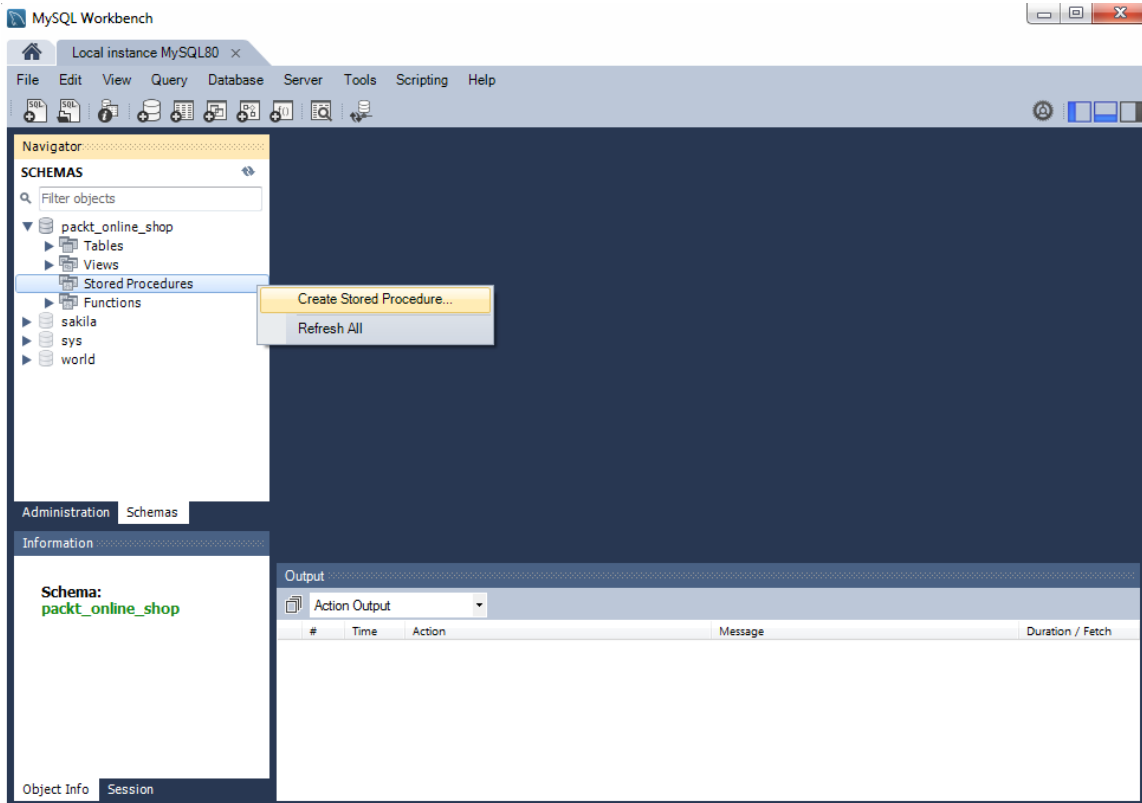 MySQL Workbench
Local instance MySQL80
File Edit View Query Database Server Tools Scripting Help
SQL SQL
Navigator
SCHEMAS
Filter objects
packt_online_shop
Tables
Views
Stored Procedures
Functions
sakila
sys
world
Create Stored Procedure...
Refresh All
Administration Schemas
Information
Schema:
packt_online_shop
Object Info Session
Output
Action Output
# Time Action Message Duration / Fetch